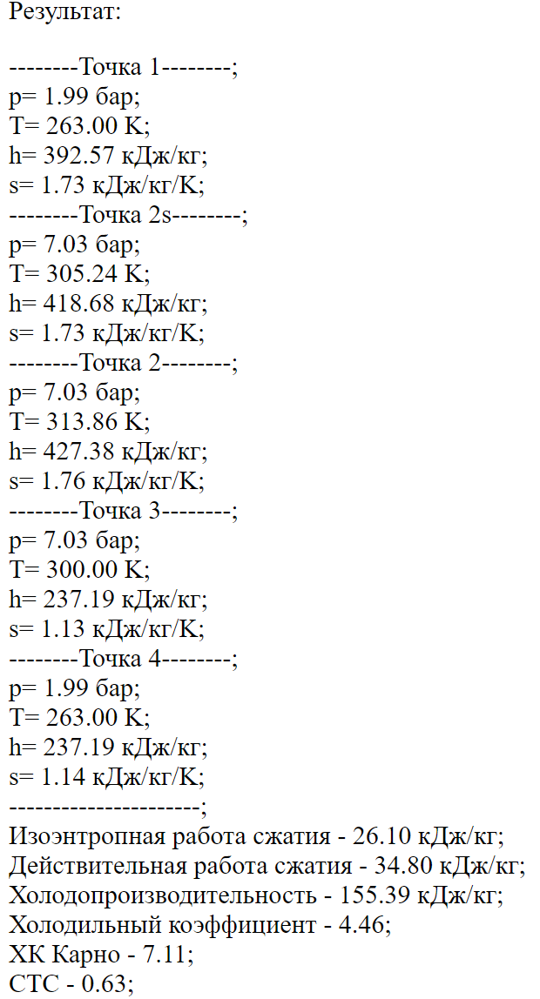 Результат:
--------Точка 1--------;
p= 1.99 бар;
T= 263.00 K;
h= 392.57 кДж/кг;
s= 1.73 кДж/кг/K;
--------Точка 2s--------;
p= 7.03 бар;
T= 305.24 K;
h= 418.68 кДж/кг;
s= 1.73 кДж/кг/K;
--------Точка 2--------;
p= 7.03 бар;
T= 313.86 K;
h= 427.38 кДж/кг;
s= 1.76 кДж/кг/K;
--------Точка 3--------;
p= 7.03 бар;
T= 300.00 K;
h= 237.19 кДж/кг;
s= 1.13 кДж/кг/K;
--------Точка 4--------;
p= 1.99 бар;
T= 263.00 K;
h= 237.19 кДж/кг;
s= 1.14 кДж/кг/K;
----------------------;
Изоэнтропная работа сжатия - 26.10 кДж/кг;
Действительная работа сжатия - 34.80 кДж/кг;
Холодопроизводительность - 155.39 кДж/кг;
Холодильный коэффициент - 4.46;
ХК Карно - 7.11;
СТС - 0.63;